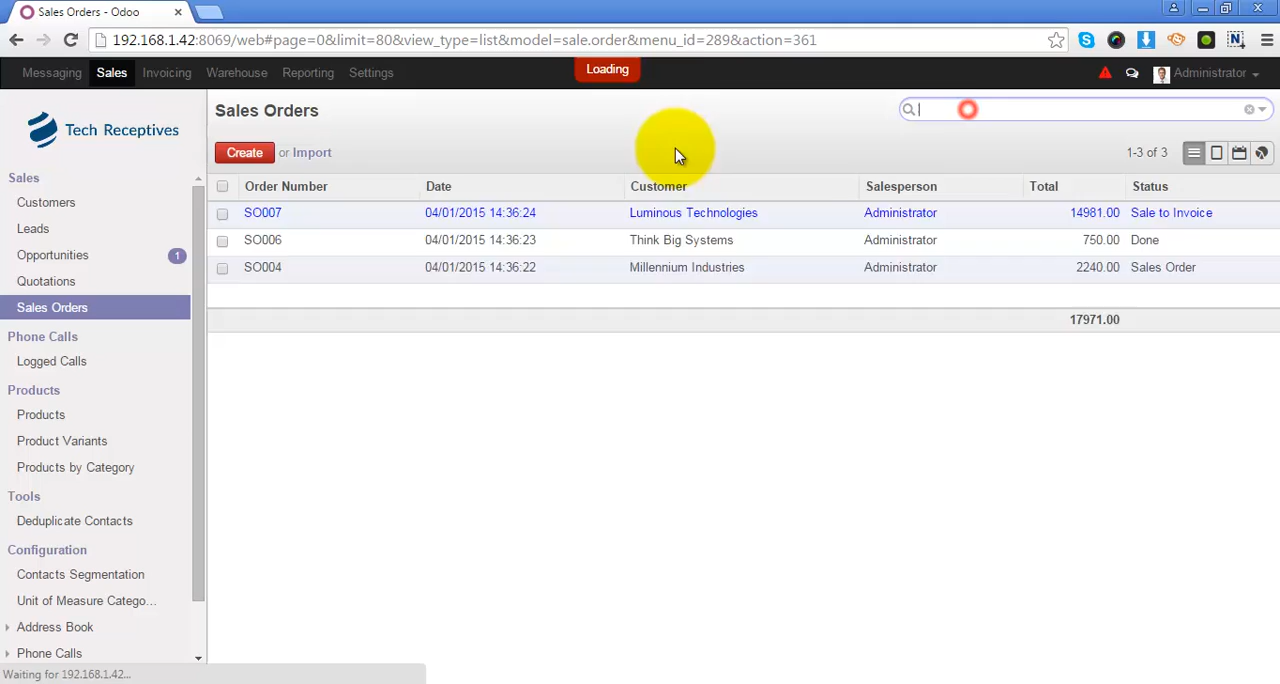 Sales Orders - Odoo
192.168.1.42:8069/web#page=0&limit=80&view_type=list&model=sale.order&menu_id=289&action=361
Messaging Sales Invoicing Warehouse Reporting Settings Loading Administrator
Tech Receptives
Sales Orders
Create or Import 1-3 of 3
Order Number Date Customer Salesperson Total Status
SO007 04/01/2015 14:36:24 Luminous Technologies Administrator 14981.00 Sale to Invoice
SO006 04/01/2015 14:36:23 Think Big Systems Administrator 750.00 Done
SO004 04/01/2015 14:36:22 Millennium Industries Administrator 2240.00 Sales Order
17971.00
Sales
Customers
Leads
Opportunities 1
Quotations
Sales Orders
Phone Calls
Logged Calls
Products
Products
Product Variants
Products by Category
Tools
Deduplicate Contacts
Configuration
Contacts Segmentation
Unit of Measure Catego...
Address Book
Phone Calls
Waiting for 192.168.1.42...